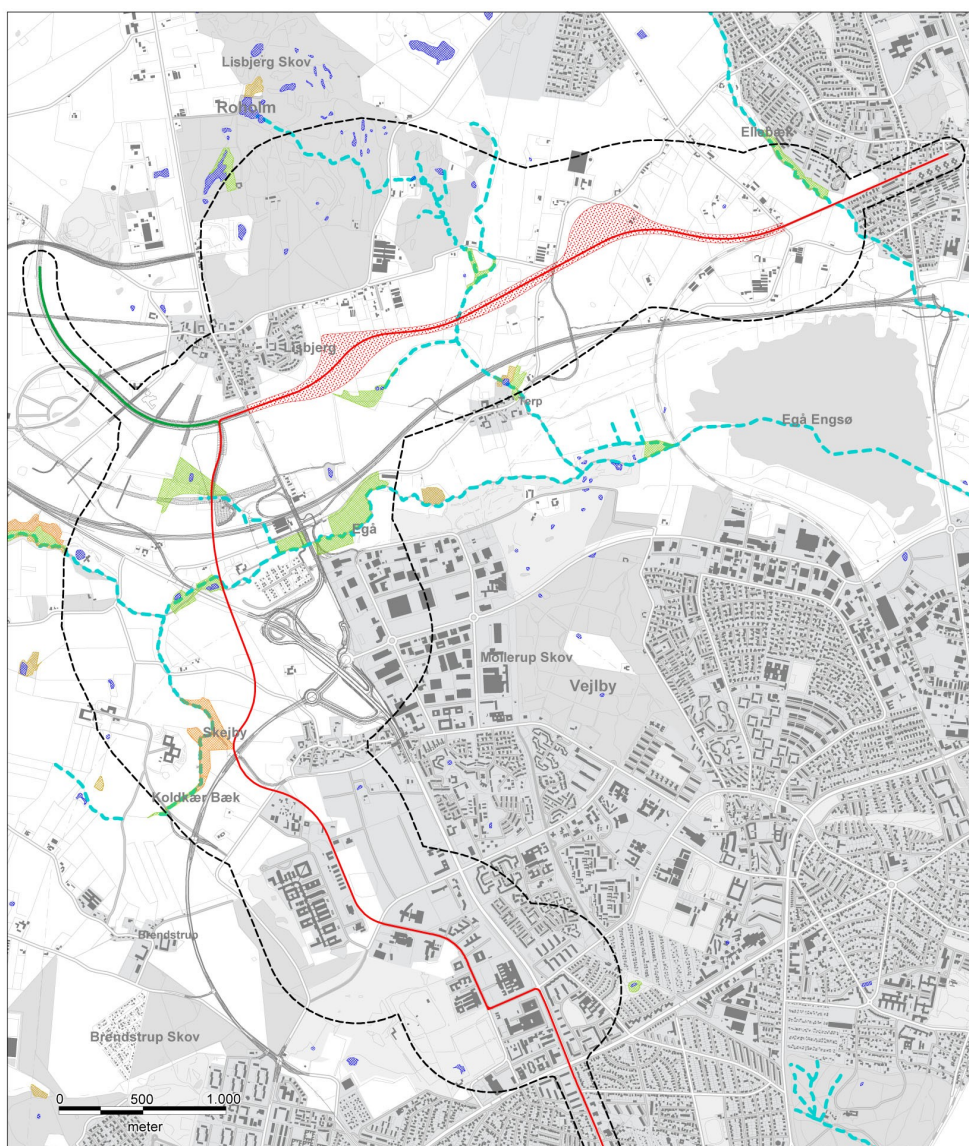 Lisbjerg Skov
Roholm
Ellebæk
Lisbjerg
Terp
Egå Engsø
Egå
Mollerup Skov
Vejlby
Skejby
Koldkær Bæk
Brendstrup
Brendstrup Skov
0 500 1.000
meter